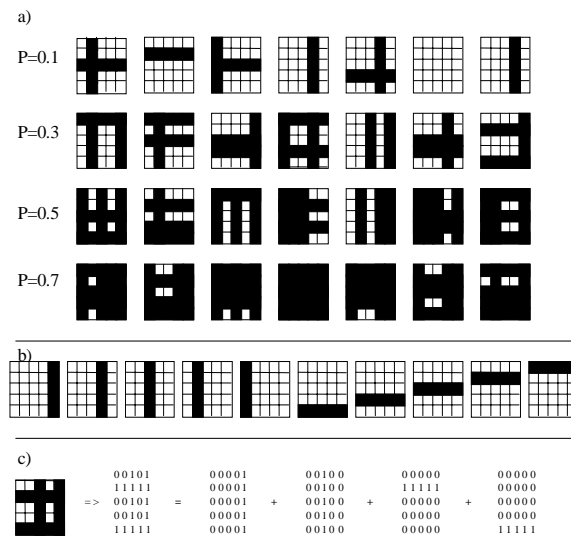 a)
P=0.1
P=0.3
P=0.5
P=0.7
b)
c)
00101 00001 00100 00000 00000
11111 00001 00100 11111 00000
=> 00101 = 00001 + 00100 + 00000 + 00000
00101 00001 00100 00000 00000
11111 00001 00100 00000 11111